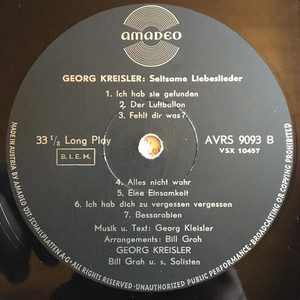 AMADEO
GEORG KREISLER: Seltsame Liebeslieder
1. Ich hab sie gefunden
2. Der Luftballon
3. Fehlt dir was?
33 1/3 Long Play
AVRS 9093 B
B.I.E.M.
VSX 10457
4. Alles nicht wahr
5. Eine Einsamkeit
6. Ich hab dich zu vergessen vergessen
7. Bessarabien
Musik u. Text: Georg Kleisler
Arrangements: Bill Grah
GEORG KREISLER
Bill Grah u. s. Solisten
MADE IN AUSTRIA BY AMADEO ÖST. SCHALLPLATTEN A.G. · ALL RIGHTS RESERVED · UNAUTHORIZED PUBLIC PERFORMANCE, BROADCASTING OR COPYING PROHIBITED